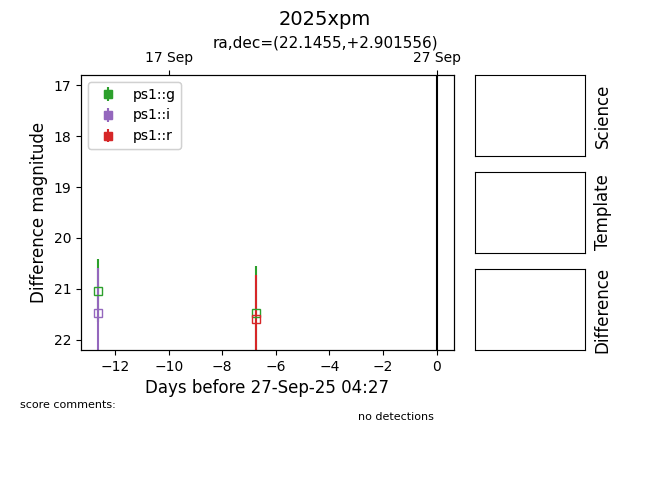 2025xpm
ra,dec=(22.1455,+2.901556)
17 Sep
27 Sep
ps1::g
ps1::i
ps1::r
17
18
19
20
21
22
Difference magnitude
−12
−10
−8
−6
−4
−2
0
Days before 27-Sep-25 04:27
Science
Template
Difference
score comments:
no detections